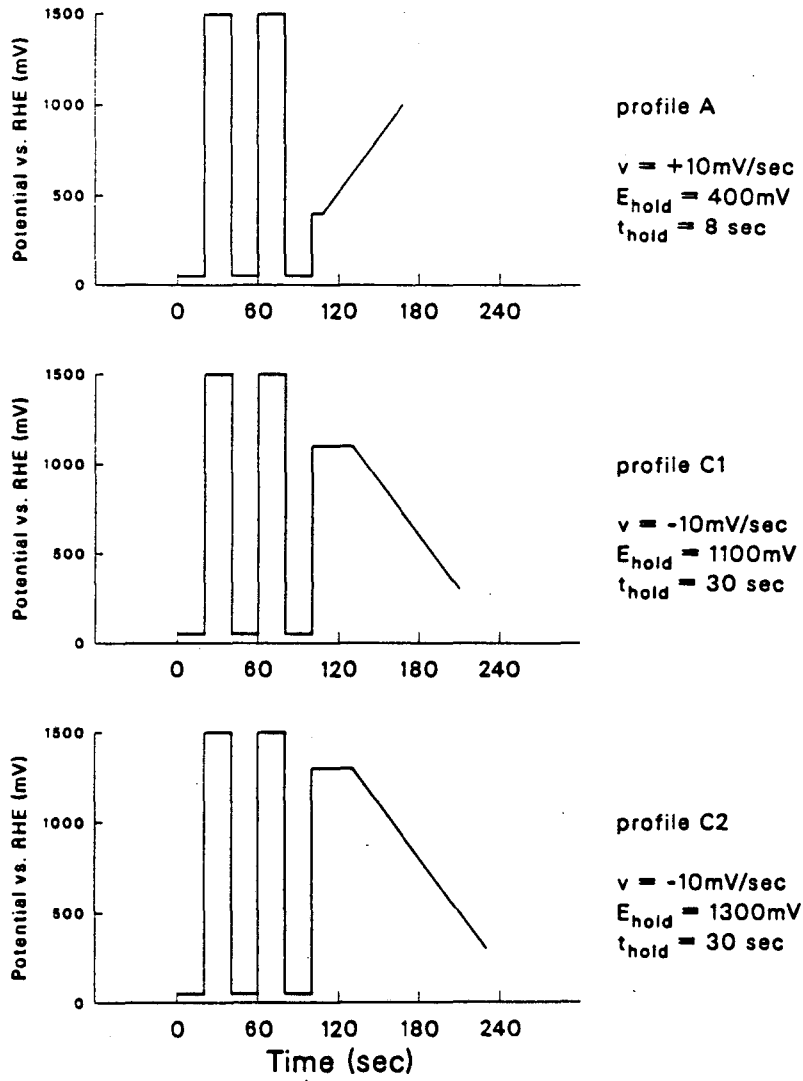 Potential vs. RHE (mV)
1500
1000
500
0
0 60 120 180 240
profile A
v = +10mV/sec
E_hold = 400mV
t_hold = 8 sec
Potential vs. RHE (mV)
1500
1000
500
0
0 60 120 180 240
profile C1
v = -10mV/sec
E_hold = 1100mV
t_hold = 30 sec
Potential vs. RHE (mV)
1500
1000
500
0
0 60 120 180 240
Time (sec)
profile C2
v = -10mV/sec
E_hold = 1300mV
t_hold = 30 sec